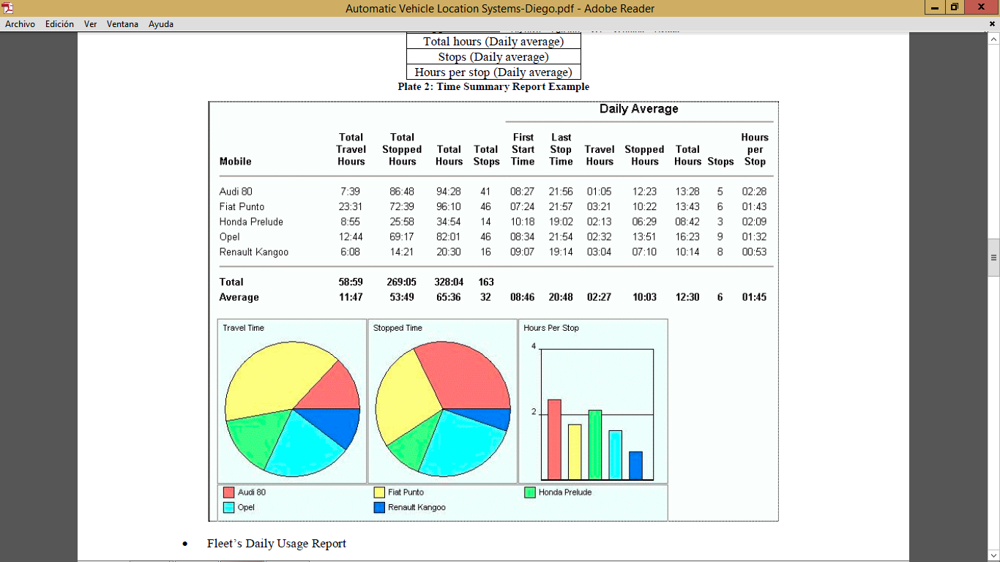 Automatic Vehicle Location Systems-Diego.pdf - Adobe Reader
Archivo Edición Ver Ventana Ayuda
Total hours (Daily average)
Stops (Daily average)
Hours per stop (Daily average)
Plate 2: Time Summary Report Example
Daily Average
Mobile Total Travel Hours Total Stopped Hours Total Hours Total Stops First Start Time Last Stop Time Travel Hours Stopped Hours Total Hours Stops Hours per Stop
Audi 80 7:39 86:48 94:28 41 08:27 21:56 01:05 12:23 13:28 5 02:28
Fiat Punto 23:31 72:39 96:10 46 07:24 21:57 03:21 10:22 13:43 6 01:43
Honda Prelude 8:55 25:58 34:54 14 10:18 19:02 02:13 06:29 08:42 3 02:09
Opel 12:44 69:17 82:01 46 08:34 21:54 02:32 13:51 16:23 9 01:32
Renault Kangoo 6:08 14:21 20:30 16 09:07 19:14 03:04 07:10 10:14 8 00:53
Total 58:59 269:05 328:04 163
Average 11:47 53:49 65:36 32 08:46 20:48 02:27 10:03 12:30 6 01:45
Travel Time
Stopped Time
Hours Per Stop
4
2
Audi 80 Fiat Punto Honda Prelude
Opel Renault Kangoo
• Fleet's Daily Usage Report